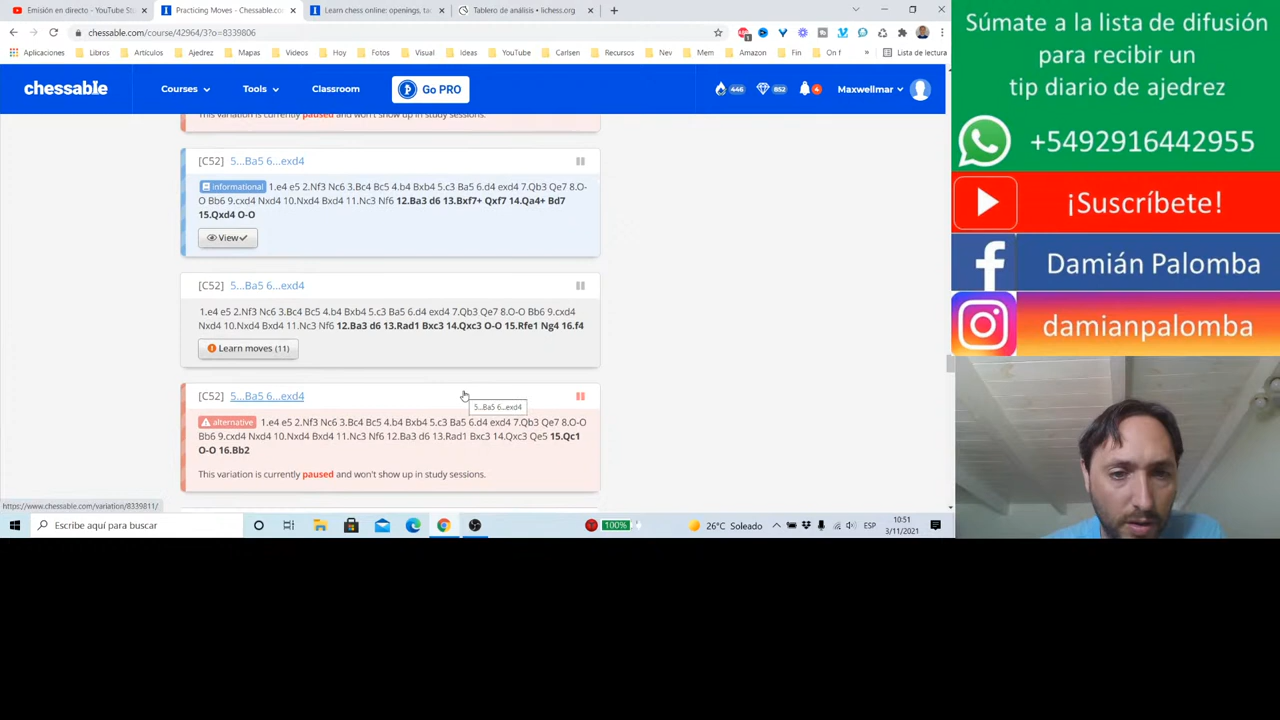 Emisión en directo - YouTube Stu
Practicing Moves - Chessable.co
Learn chess online: openings, ta
Tablero de análisis • lichess.org
chessable.com/course/42964/3?o=8339806
Aplicaciones Libros Artículos Ajedrez Mapas Videos Hoy Fotos Visual Ideas YouTube Carlsen Recursos Nev Mem Amazon Fin On f Lista de lectura
chessable Courses Tools Classroom Go PRO 446 852 4 Maxwellmar
This variation is currently paused and won't show up in study sessions.
[C52] 5...Ba5 6...exd4
informational 1.e4 e5 2.Nf3 Nc6 3.Bc4 Bc5 4.b4 Bxb4 5.c3 Ba5 6.d4 exd4 7.Qb3 Qe7 8.O-
O Bb6 9.cxd4 Nxd4 10.Nxd4 Bxd4 11.Nc3 Nf6 12.Ba3 d6 13.Bxf7+ Qxf7 14.Qa4+ Bd7
15.Qxd4 O-O
View
[C52] 5...Ba5 6...exd4
1.e4 e5 2.Nf3 Nc6 3.Bc4 Bc5 4.b4 Bxb4 5.c3 Ba5 6.d4 exd4 7.Qb3 Qe7 8.O-O Bb6 9.cxd4
Nxd4 10.Nxd4 Bxd4 11.Nc3 Nf6 12.Ba3 d6 13.Rad1 Bxc3 14.Qxc3 O-O 15.Rfe1 Ng4 16.f4
Learn moves (11)
[C52] 5...Ba5 6...exd4
5...Ba5 6...exd4
alternative 1.e4 e5 2.Nf3 Nc6 3.Bc4 Bc5 4.b4 Bxb4 5.c3 Ba5 6.d4 exd4 7.Qb3 Qe7 8.O-O
Bb6 9.cxd4 Nxd4 10.Nxd4 Bxd4 11.Nc3 Nf6 12.Ba3 d6 13.Rad1 Bxc3 14.Qxc3 Qe5 15.Qc1
O-O 16.Bb2
This variation is currently paused and won't show up in study sessions.
https://www.chessable.com/variation/8339811/
Escribe aquí para buscar
100%
26°C Soleado
ESP
10:51
3/11/2021
Súmate a la lista de difusión
para recibir un
tip diario de ajedrez
+5492916442955
¡Suscríbete!
Damián Palomba
damianpalomba